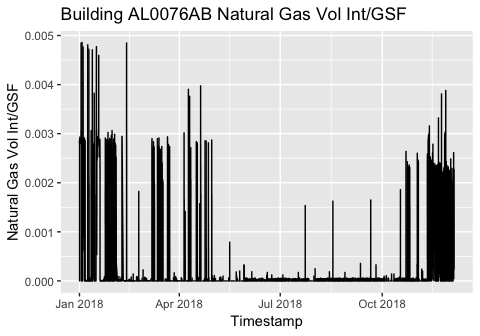 Building AL0076AB Natural Gas Vol Int/GSF
Natural Gas Vol Int/GSF
0.005
0.004
0.003
0.002
0.001
0.000
Jan 2018
Apr 2018
Jul 2018
Oct 2018
Timestamp